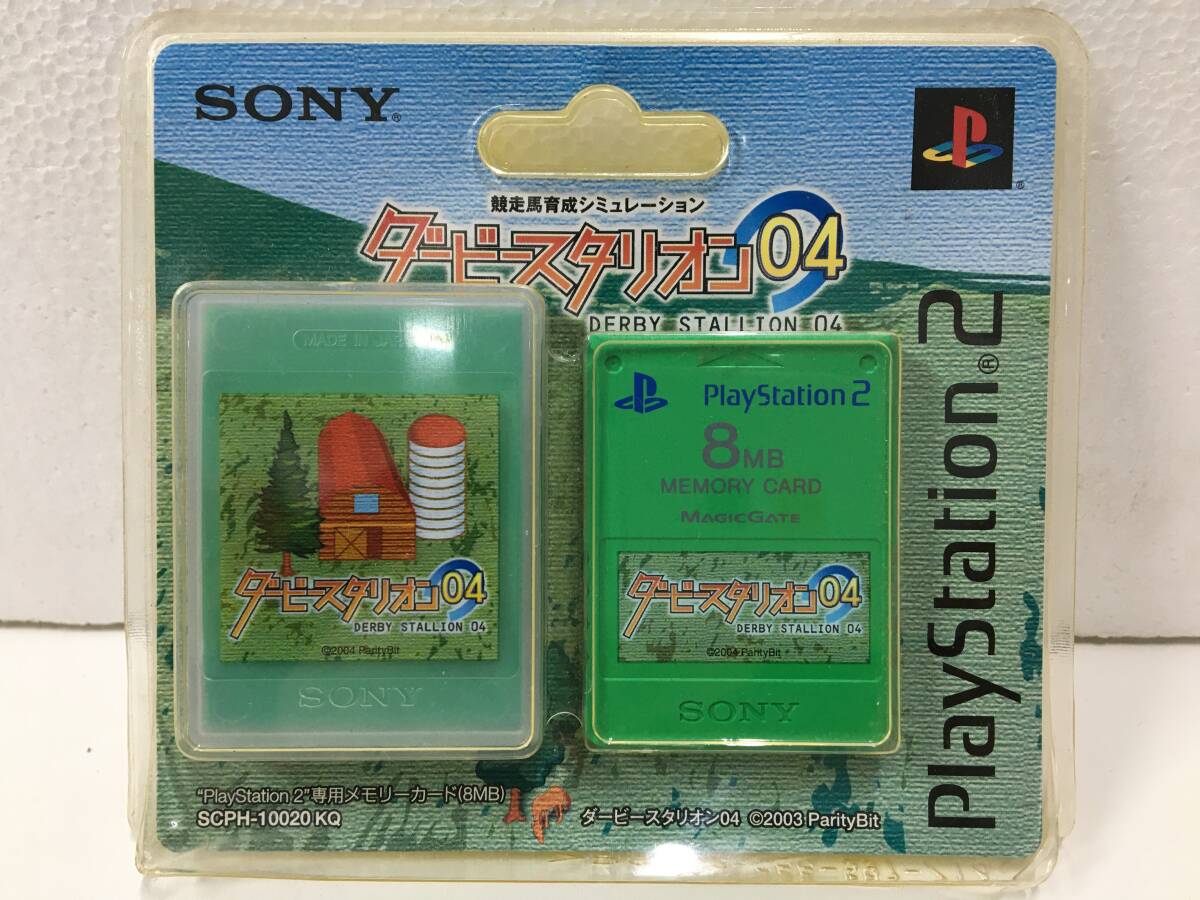 SONY®
競走馬育成シミュレーション
ダービースタリオン04
DERBY STALLION 04
PlayStation®2
MADE IN JAPAN
ダービースタリオン04
DERBY STALLION 04
©2004 ParityBit
SONY
PlayStation 2
8MB
MEMORY CARD
MAGICGATE
ダービースタリオン04
DERBY STALLION 04
©2004 ParityBit
SONY
"PlayStation 2"専用メモリーカード(8MB)
SCPH-10020 KQ
ダービースタリオン04 ©2003 ParityBit